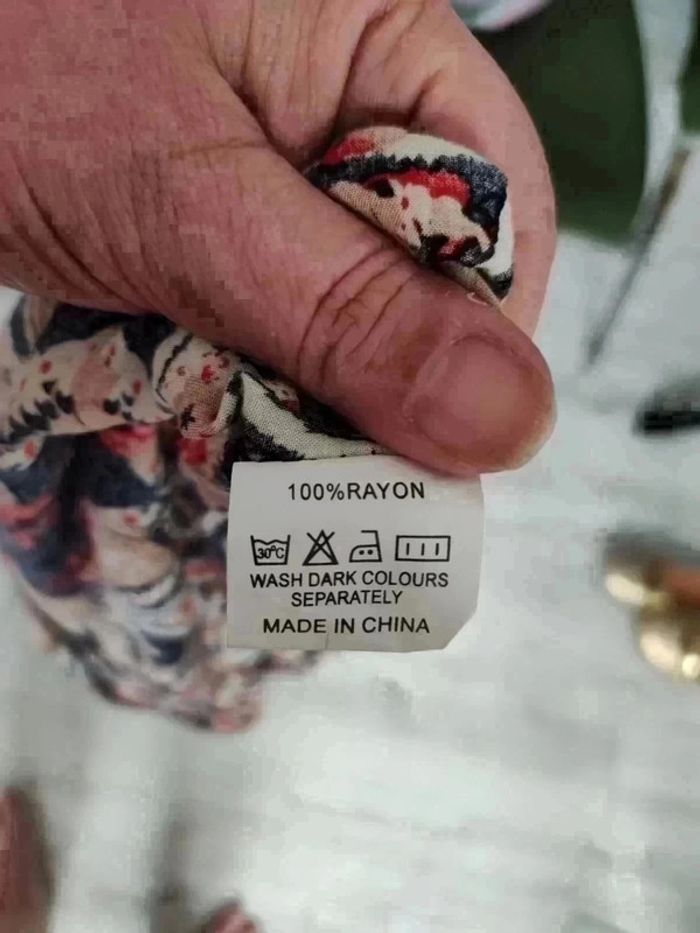 100%RAYON
30°C
WASH DARK COLOURS
SEPARATELY
MADE IN CHINA